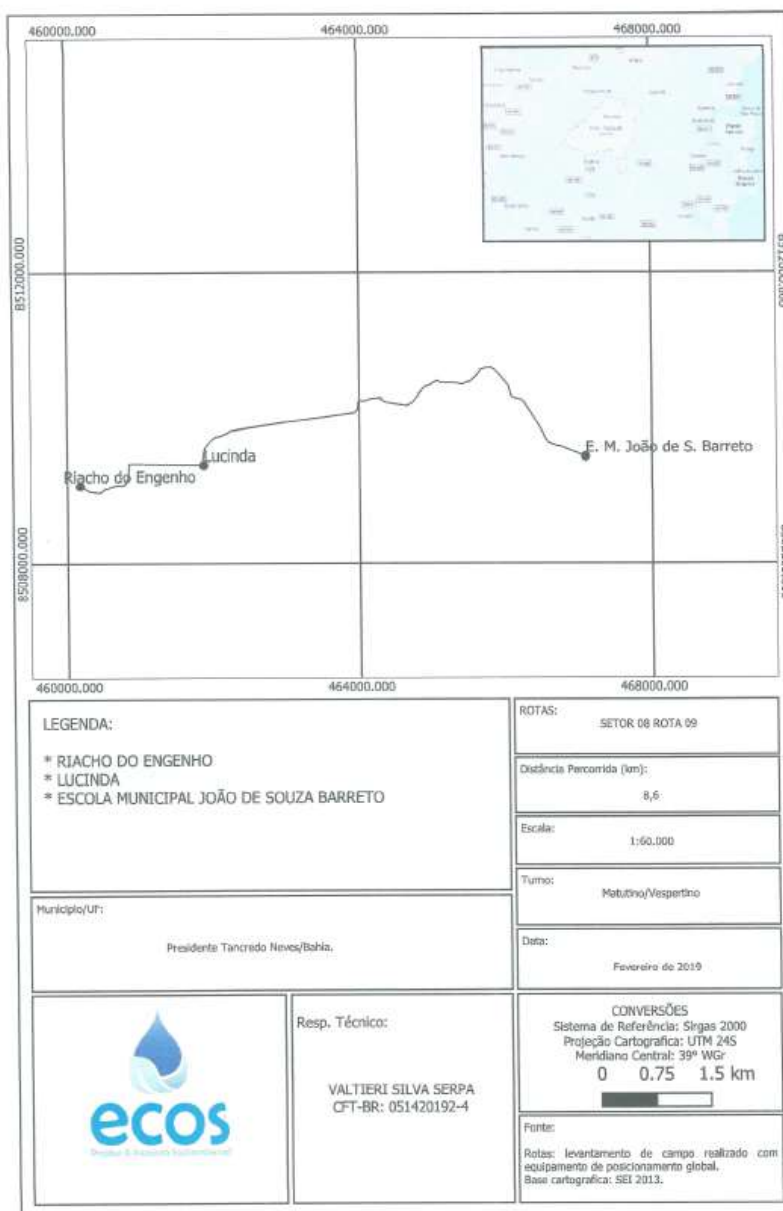 460000.000
464000.000
468000.000
8512000.000
Lucinda
E. M. João de S. Barreto
Riacho do Engenho
8508000.000
460000.000
464000.000
468000.000
LEGENDA:
* RIACHO DO ENGENHO
* LUCINDA
* ESCOLA MUNICIPAL JOÃO DE SOUZA BARRETO
ROTAS:
SETOR 08 ROTA 09
Distância Percorrida (km):
8,6
Escala:
1:60.000
Turno:
Matutino/Vespertino
Município/UF:
Presidente Tancredo Neves/Bahia.
Data:
Fevereiro de 2019
ecos
Resp. Técnico:
VALTIERI SILVA SERPA
CFT-BR: 051420192-4
CONVERSÕES
Sistema de Referência: Sirgas 2000
Projeção Cartografica: UTM 24S
Meridiano Central: 39º WGr
0 0.75 1.5 km
Fonte:
Rotas: levantamento de campo realizado com
equipamento de posicionamento global.
Base cartografica: SEI 2013.